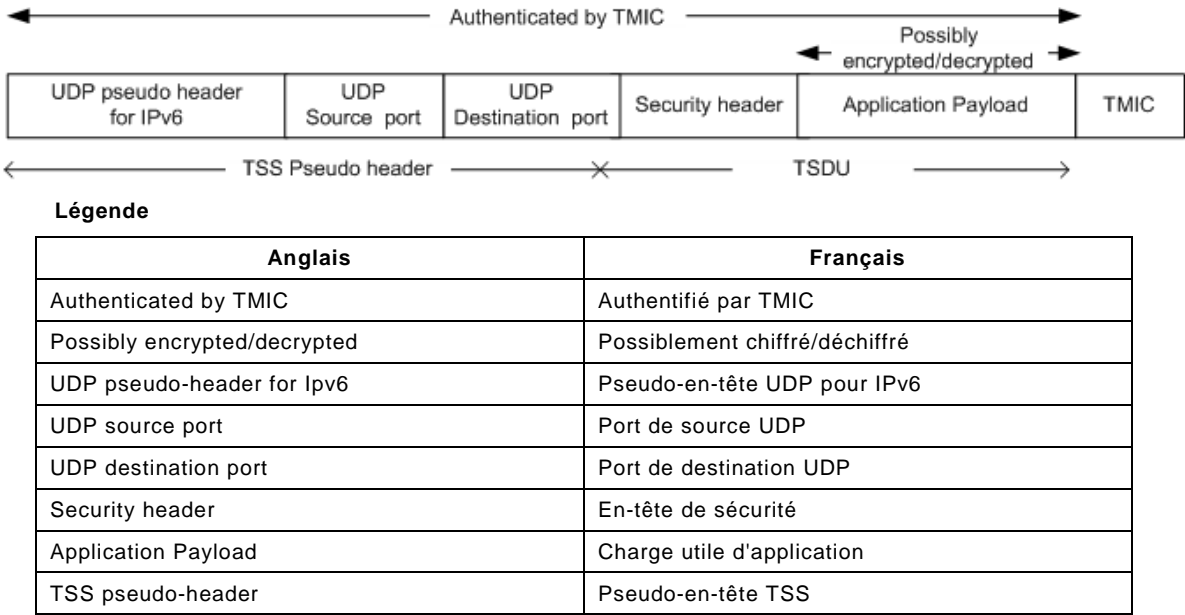 Authenticated by TMIC
Possibly
encrypted/decrypted
UDP pseudo header
for IPv6
UDP
Source port
UDP
Destination port
Security header
Application Payload
TMIC
TSS Pseudo header
TSDU
Légende
Anglais Français
Authenticated by TMIC Authentifié par TMIC
Possibly encrypted/decrypted Possiblement chiffré/déchiffré
UDP pseudo-header for Ipv6 Pseudo-en-tête UDP pour IPv6
UDP source port Port de source UDP
UDP destination port Port de destination UDP
Security header En-tête de sécurité
Application Payload Charge utile d'application
TSS pseudo-header Pseudo-en-tête TSS